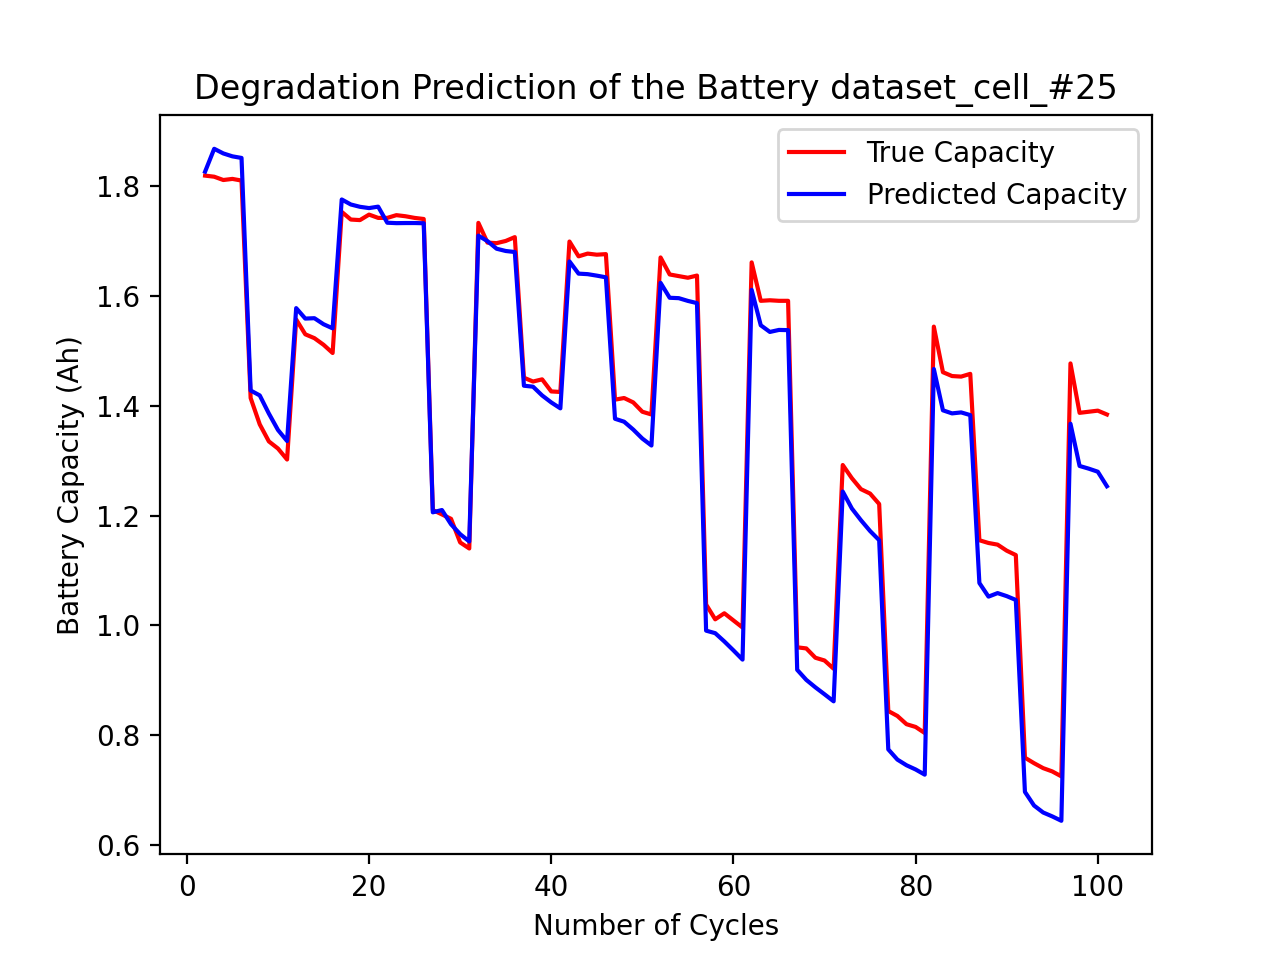 Degradation Prediction of the Battery dataset_cell_#25
True Capacity
Predicted Capacity
Battery Capacity (Ah)
1.8
1.6
1.4
1.2
1.0
0.8
0.6
0 20 40 60 80 100
Number of Cycles